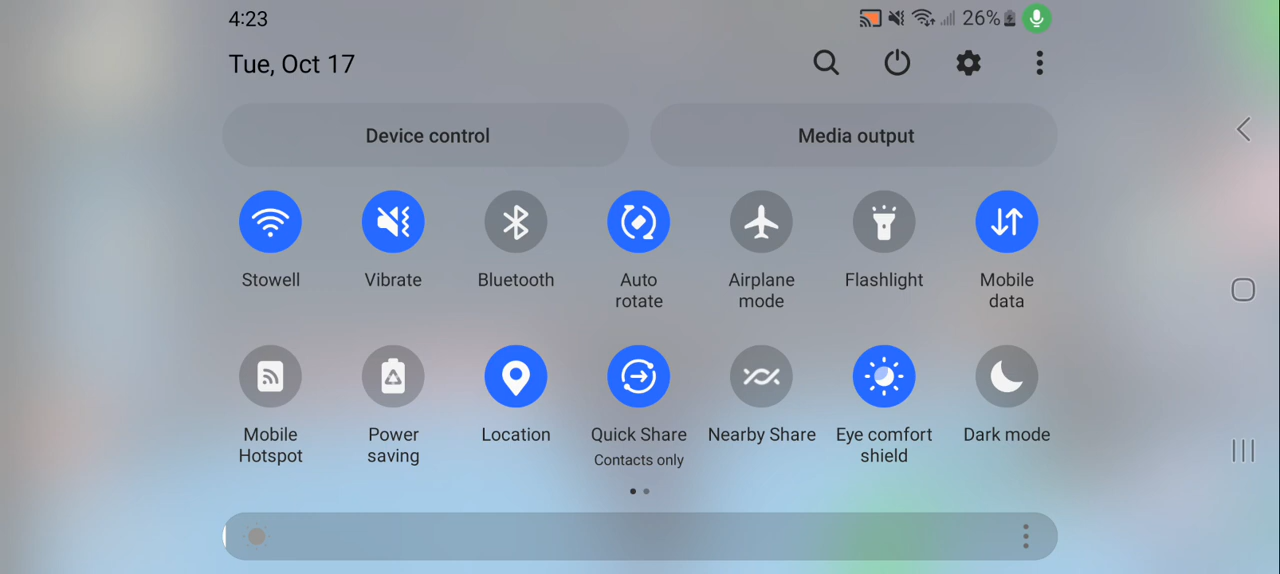 4:23
26%
Tue, Oct 17
Device control
Media output
Stowell
Vibrate
Bluetooth
Auto
rotate
Airplane
mode
Flashlight
Mobile
data
Mobile
Hotspot
Power
saving
Location
Quick Share
Contacts only
Nearby Share
Eye comfort
shield
Dark mode